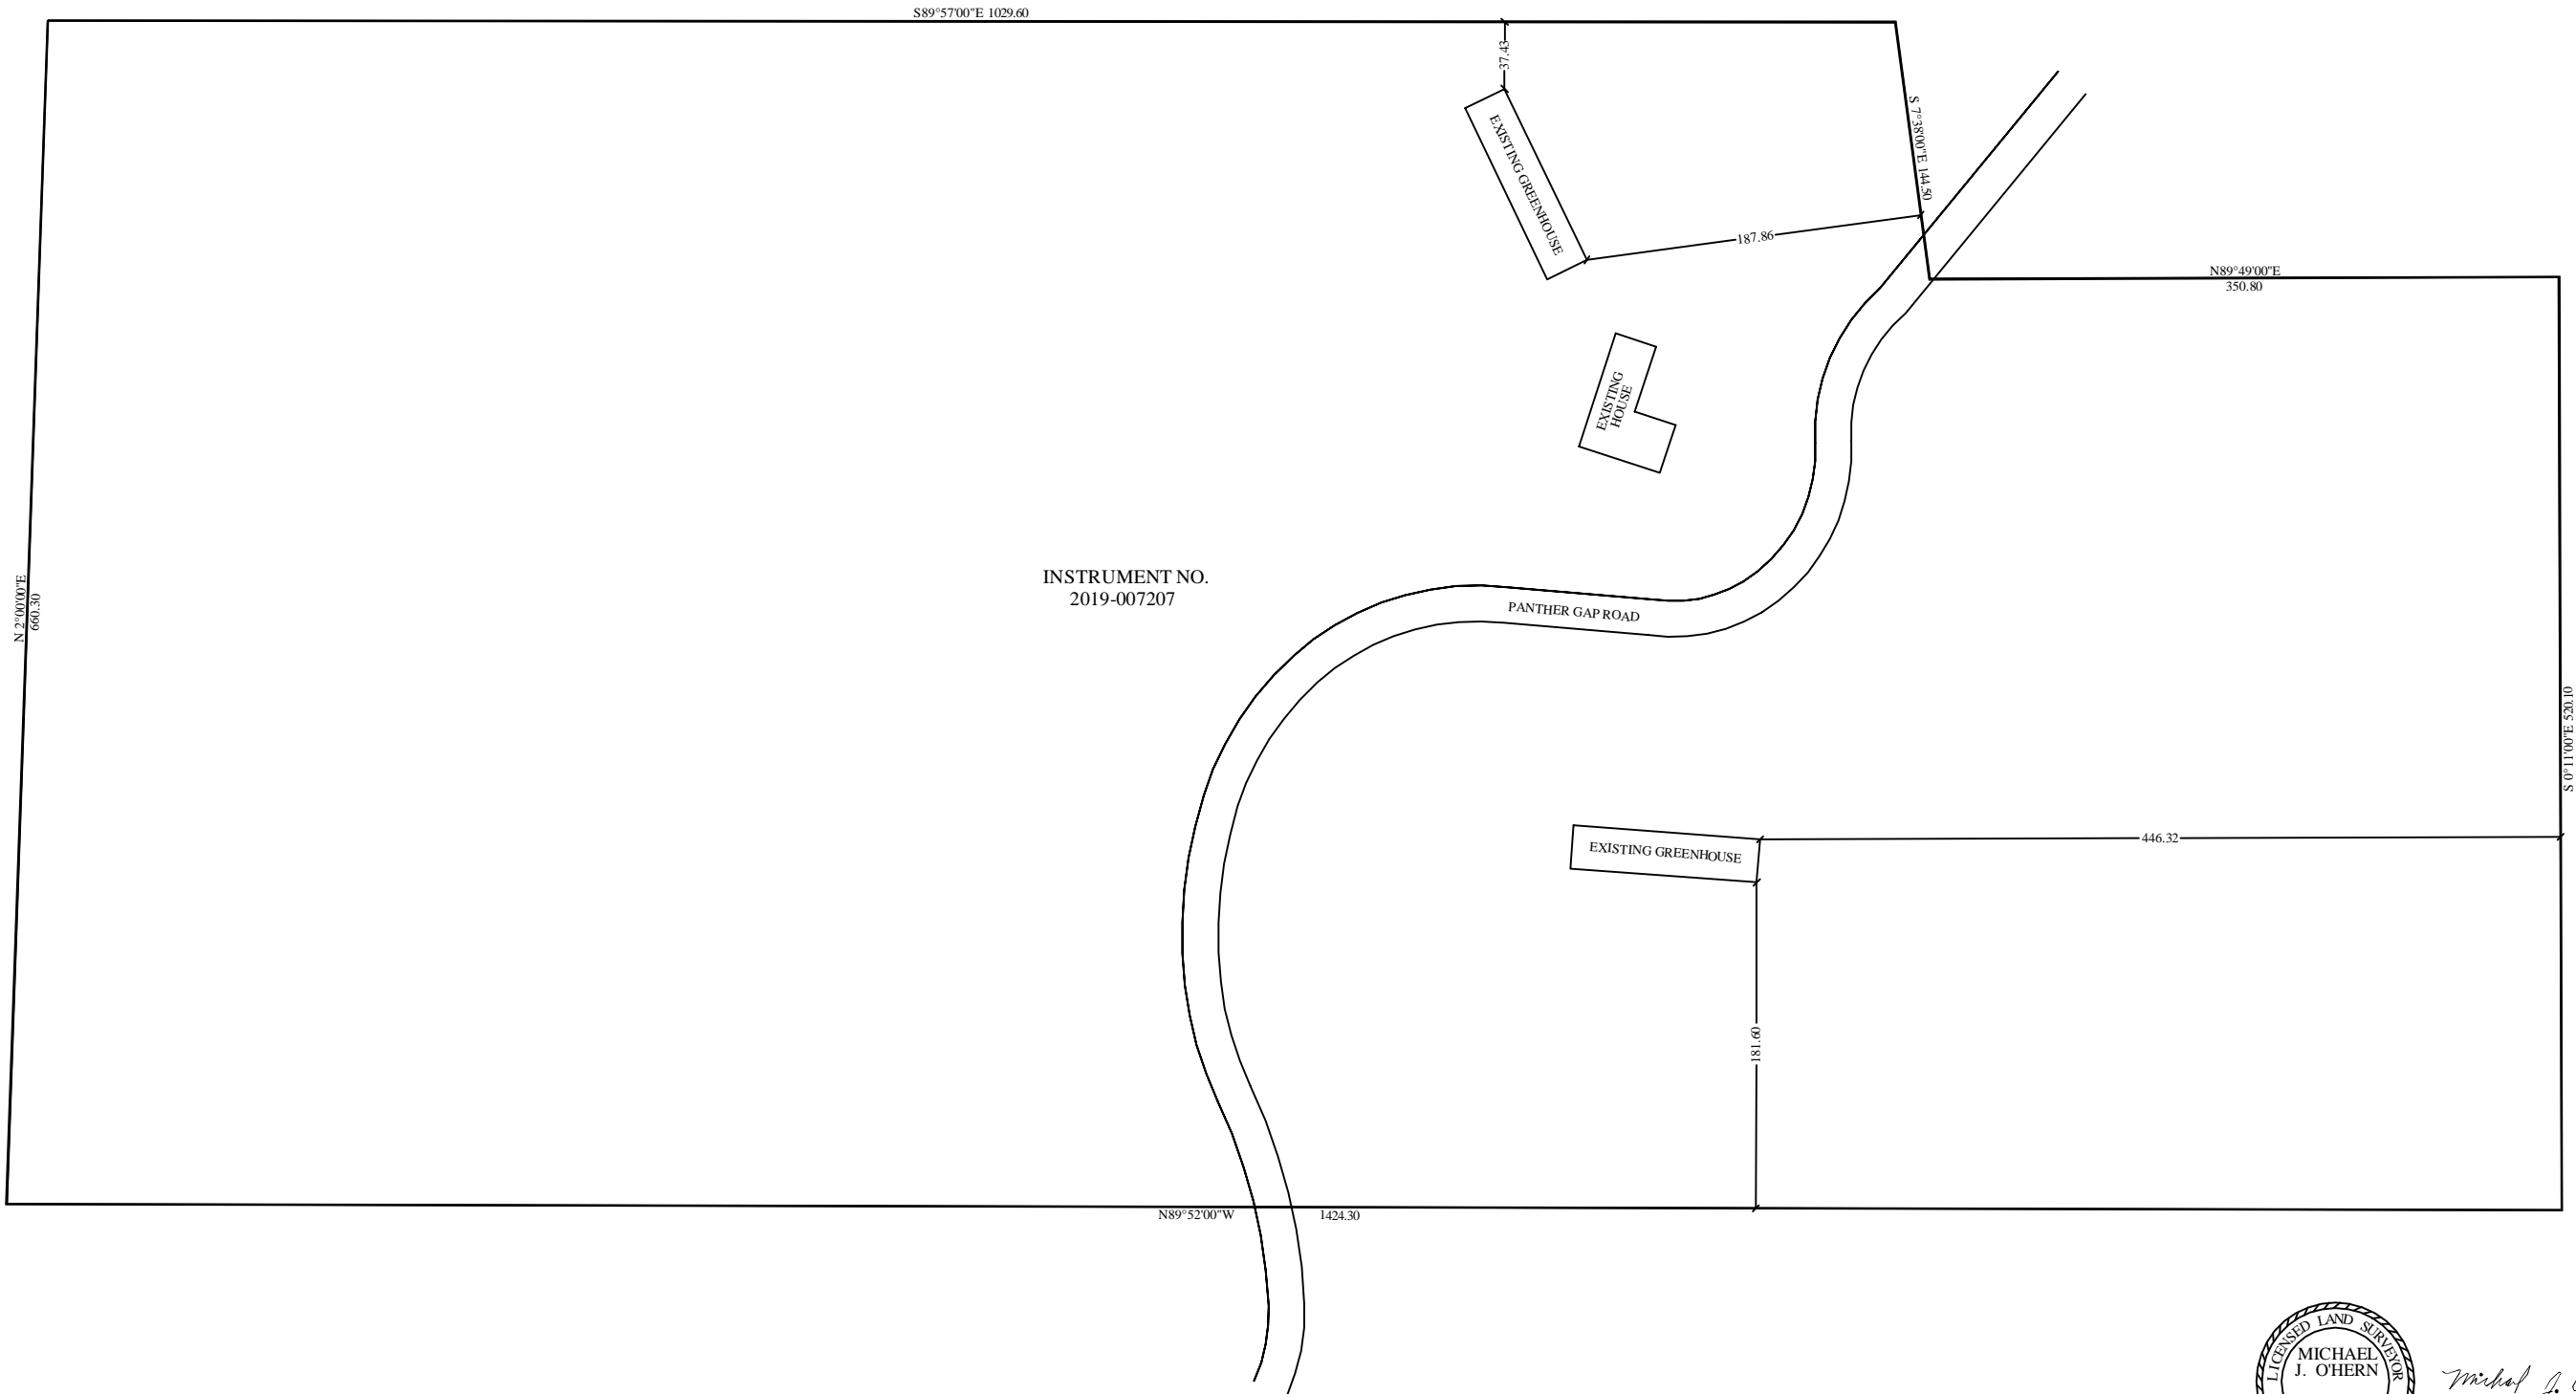 S89°57'00"E 1029.60
37.43
EXISTING GREENHOUSE
S 7°38'00"E 144.50
187.86
N89°49'00"E
350.80
EXISTING
HOUSE
INSTRUMENT NO.
2019-007207
N 2°00'00"E
660.30
PANTHER GAP ROAD
S 0°11'00"E 520.10
EXISTING GREENHOUSE
446.32
181.60
N89°52'00"W 1424.30
LICENSED LAND SURVEYOR
MICHAEL
J. O'HERN
Michael J.